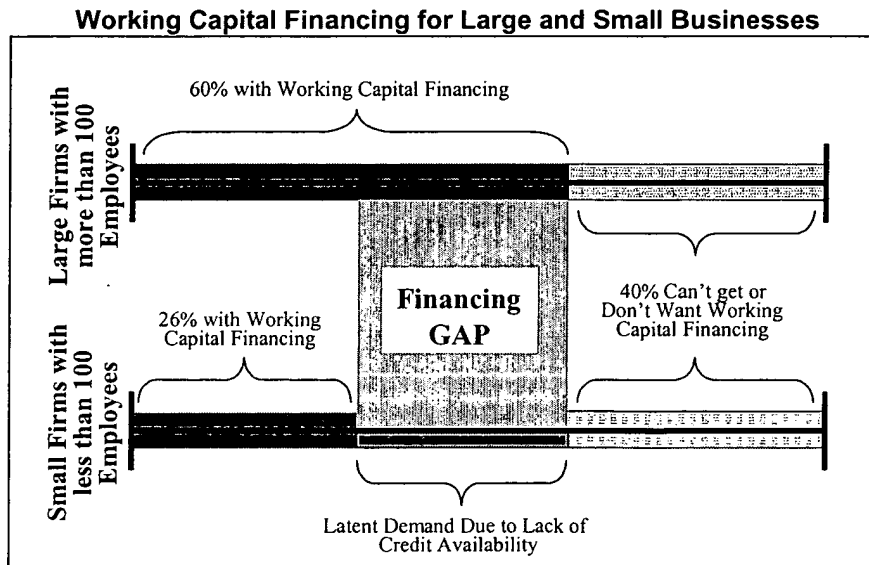 Working Capital Financing for Large and Small Businesses
60% with Working Capital Financing
Large Firms with
more than 100
Employees
Financing
GAP
40% Can't get or
Don't Want Working
Capital Financing
26% with Working
Capital Financing
Small Firms with
less than 100
Employees
Latent Demand Due to Lack of
Credit Availability